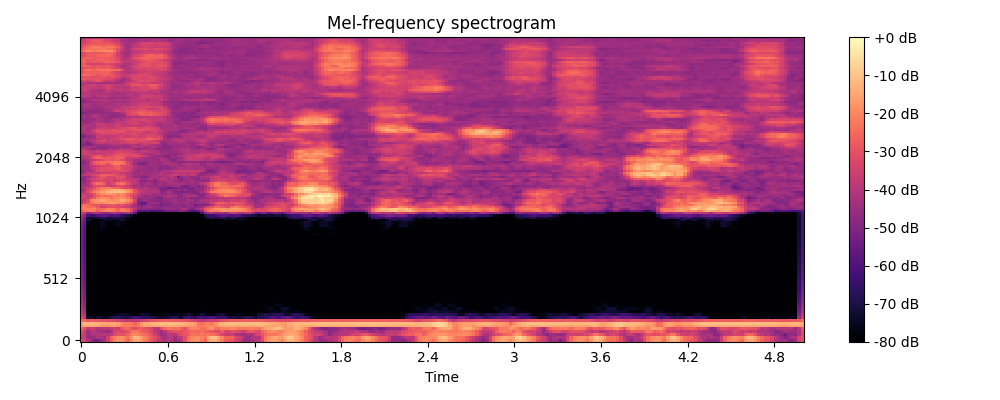 Mel-frequency spectrogram
Hz
4096
2048
1024
512
0
0 0.6 1.2 1.8 2.4 3 3.6 4.2 4.8
Time
+0 dB
-10 dB
-20 dB
-30 dB
-40 dB
-50 dB
-60 dB
-70 dB
-80 dB